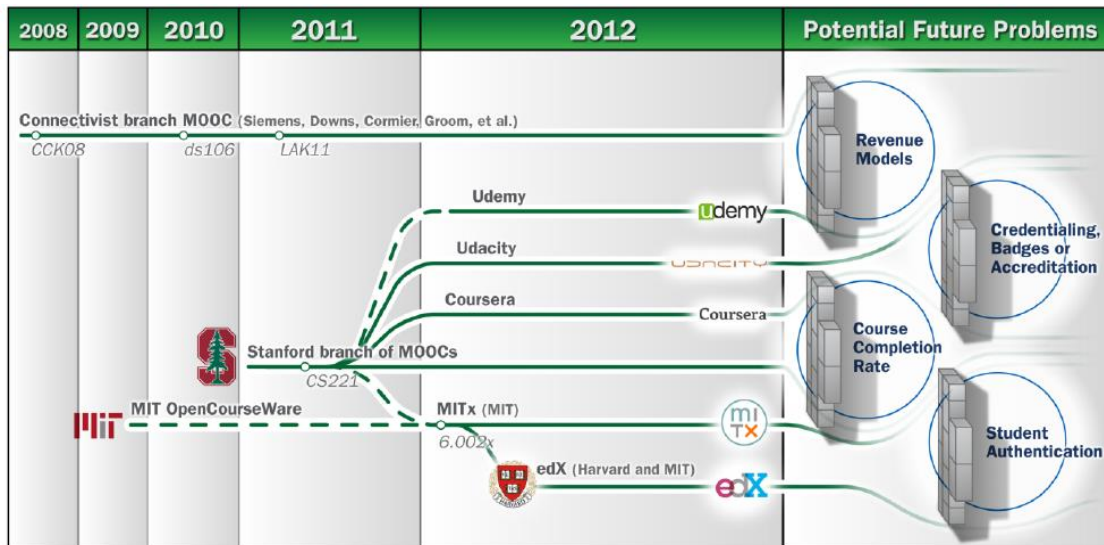 2008 2009 2010 2011 2012 Potential Future Problems
Connectivist branch MOOC (Siemens, Downs, Cormier, Groom, et al.)
CCK08 ds106 LAK11
Revenue
Models
Udemy
udemy
Credentialing,
Badges or
Accreditation
Udacity
UDACITY
Coursera
Coursera
Course
Completion
Rate
S
Stanford branch of MOOCs
CS221
MIT
MIT OpenCourseWare
MITx (MIT)
6.002x
MI
TX
Student
Authentication
edX (Harvard and MIT)
edX